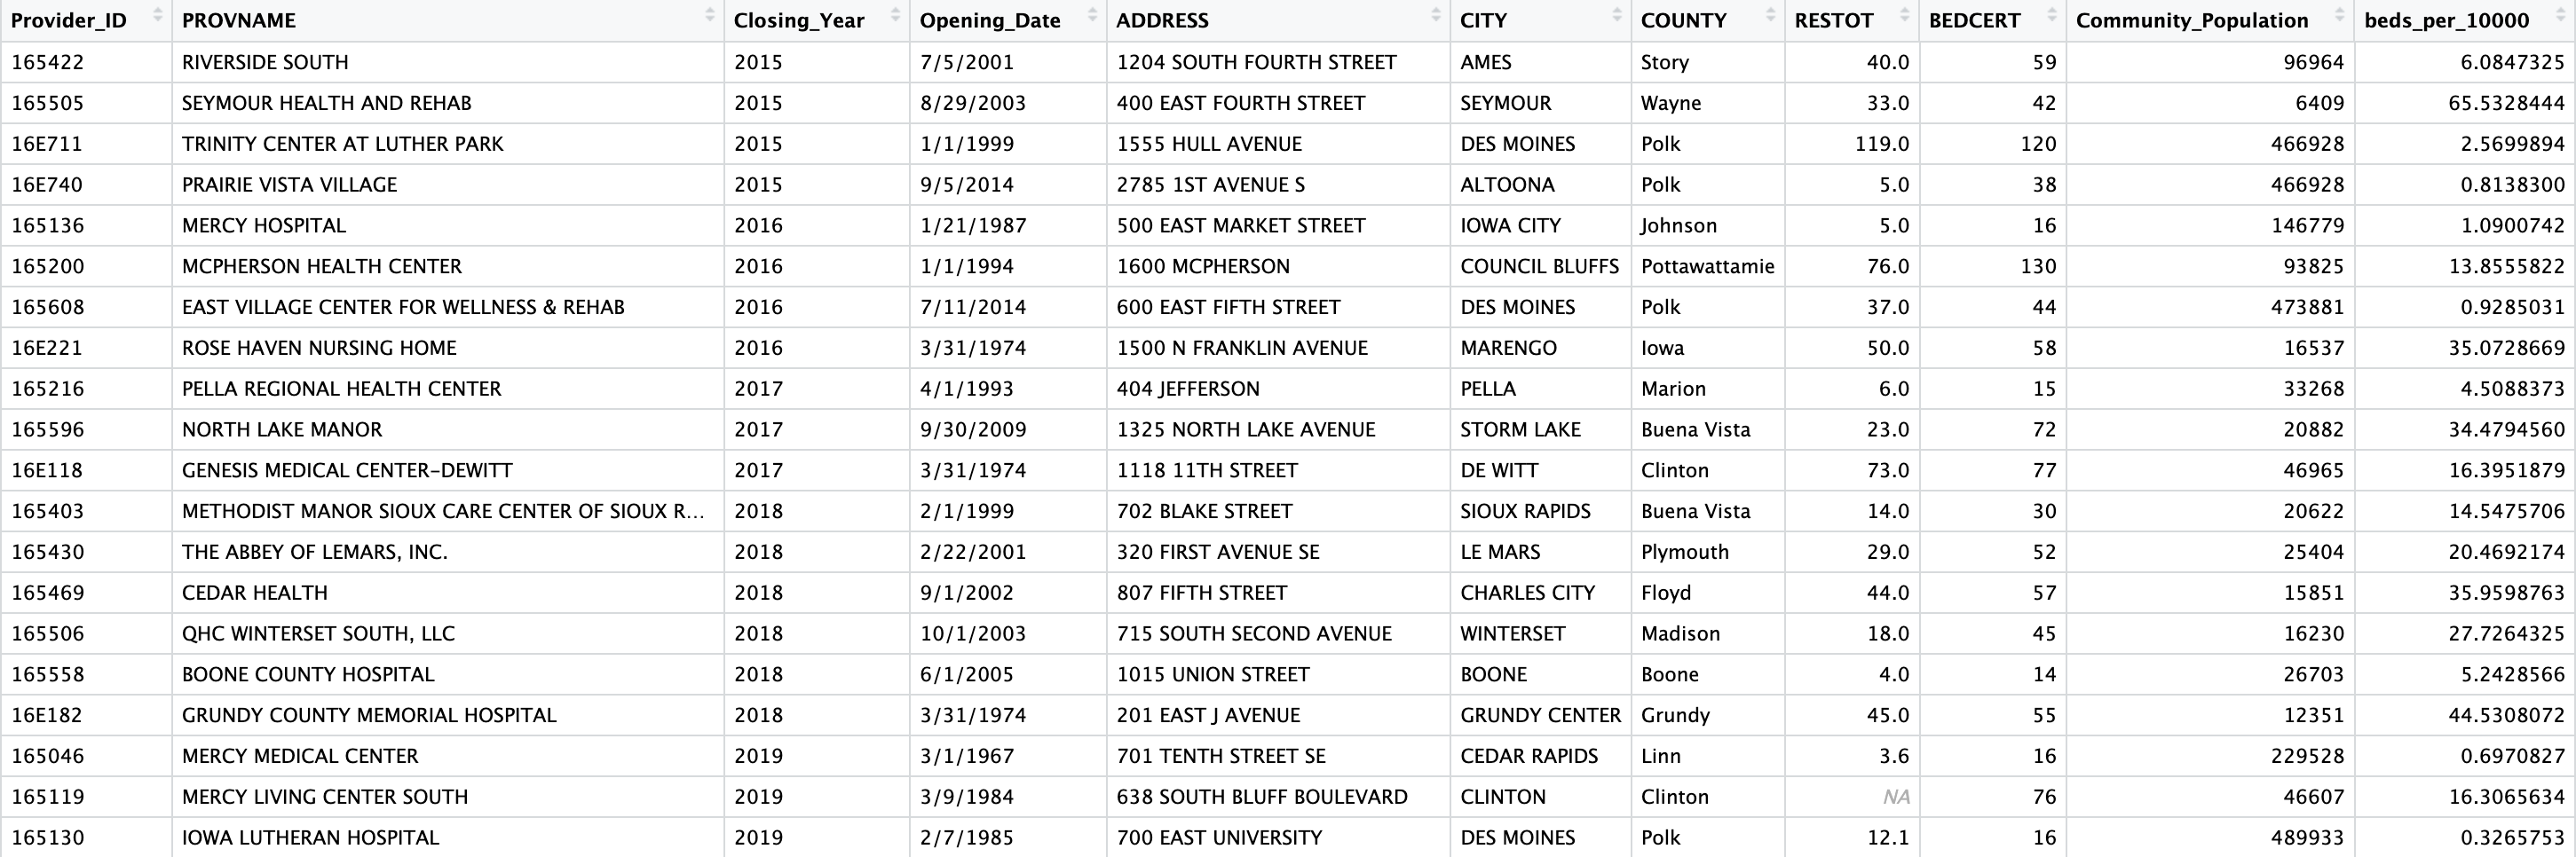 Provider_ID PROVNAME Closing_Year Opening_Date ADDRESS CITY COUNTY RESTOT BEDCERT Community_Population beds_per_10000
165422 RIVERSIDE SOUTH 2015 7/5/2001 1204 SOUTH FOURTH STREET AMES Story 40.0 59 96964 6.0847325
165505 SEYMOUR HEALTH AND REHAB 2015 8/29/2003 400 EAST FOURTH STREET SEYMOUR Wayne 33.0 42 6409 65.5328444
16E711 TRINITY CENTER AT LUTHER PARK 2015 1/1/1999 1555 HULL AVENUE DES MOINES Polk 119.0 120 466928 2.5699894
16E740 PRAIRIE VISTA VILLAGE 2015 9/5/2014 2785 1ST AVENUE S ALTOONA Polk 5.0 38 466928 0.8138300
165136 MERCY HOSPITAL 2016 1/21/1987 500 EAST MARKET STREET IOWA CITY Johnson 5.0 16 146779 1.0900742
165200 MCPHERSON HEALTH CENTER 2016 1/1/1994 1600 MCPHERSON COUNCIL BLUFFS Pottawattamie 76.0 130 93825 13.8555822
165608 EAST VILLAGE CENTER FOR WELLNESS & REHAB 2016 7/11/2014 600 EAST FIFTH STREET DES MOINES Polk 37.0 44 473881 0.9285031
16E221 ROSE HAVEN NURSING HOME 2016 3/31/1974 1500 N FRANKLIN AVENUE MARENGO Iowa 50.0 58 16537 35.0728669
165216 PELLA REGIONAL HEALTH CENTER 2017 4/1/1993 404 JEFFERSON PELLA Marion 6.0 15 33268 4.5088373
165596 NORTH LAKE MANOR 2017 9/30/2009 1325 NORTH LAKE AVENUE STORM LAKE Buena Vista 23.0 72 20882 34.4794560
16E118 GENESIS MEDICAL CENTER-DEWITT 2017 3/31/1974 1118 11TH STREET DE WITT Clinton 73.0 77 46965 16.3951879
165403 METHODIST MANOR SIOUX CARE CENTER OF SIOUX R... 2018 2/1/1999 702 BLAKE STREET SIOUX RAPIDS Buena Vista 14.0 30 20622 14.5475706
165430 THE ABBEY OF LEMARS, INC. 2018 2/22/2001 320 FIRST AVENUE SE LE MARS Plymouth 29.0 52 25404 20.4692174
165469 CEDAR HEALTH 2018 9/1/2002 807 FIFTH STREET CHARLES CITY Floyd 44.0 57 15851 35.9598763
165506 QHC WINTERSET SOUTH, LLC 2018 10/1/2003 715 SOUTH SECOND AVENUE WINTERSET Madison 18.0 45 16230 27.7264325
165558 BOONE COUNTY HOSPITAL 2018 6/1/2005 1015 UNION STREET BOONE Boone 4.0 14 26703 5.2428566
16E182 GRUNDY COUNTY MEMORIAL HOSPITAL 2018 3/31/1974 201 EAST J AVENUE GRUNDY CENTER Grundy 45.0 55 12351 44.5308072
165046 MERCY MEDICAL CENTER 2019 3/1/1967 701 TENTH STREET SE CEDAR RAPIDS Linn 3.6 16 229528 0.6970827
165119 MERCY LIVING CENTER SOUTH 2019 3/9/1984 638 SOUTH BLUFF BOULEVARD CLINTON Clinton NA 76 46607 16.3065634
165130 IOWA LUTHERAN HOSPITAL 2019 2/7/1985 700 EAST UNIVERSITY DES MOINES Polk 12.1 16 489933 0.3265753